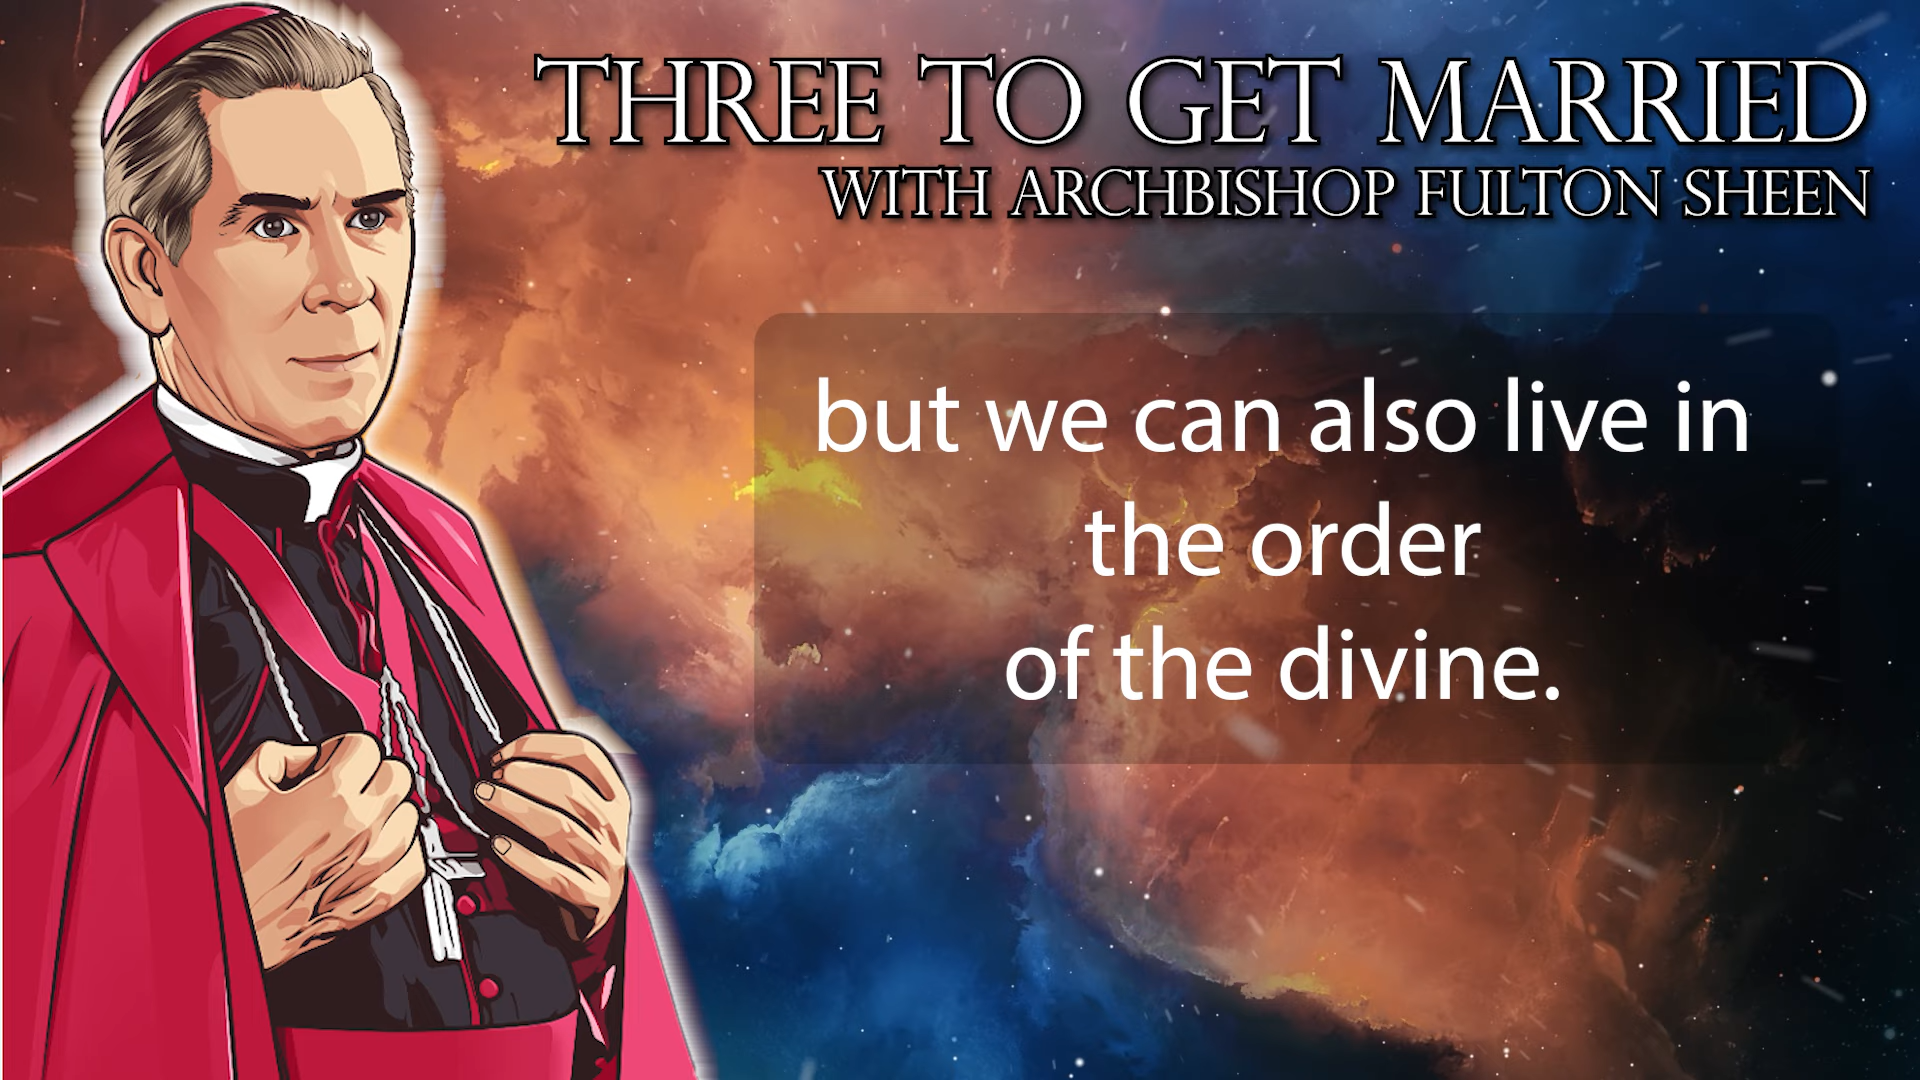 THREE TO GET MARRIED
WITH ARCHBISHOP FULTON SHEEN
but we can also live in
the order
of the divine.